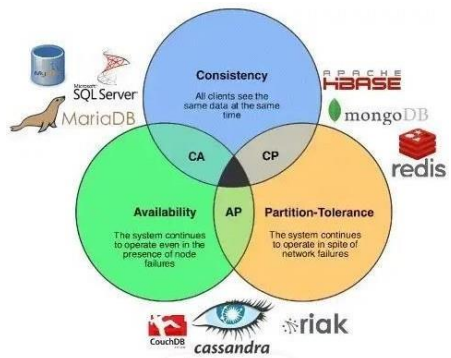 Consistency
All clients see the
same data at the same
time
MySQL
Microsoft
SQL Server
MariaDB
APACHE
HBASE
mongoDB
redis
CA
CP
AP
Availability
The system continues
to operate even in the
presence of node
failures
Partition-Tolerance
The system continues
to operate in spite of
network failures
CouchDB
cassandra
riak